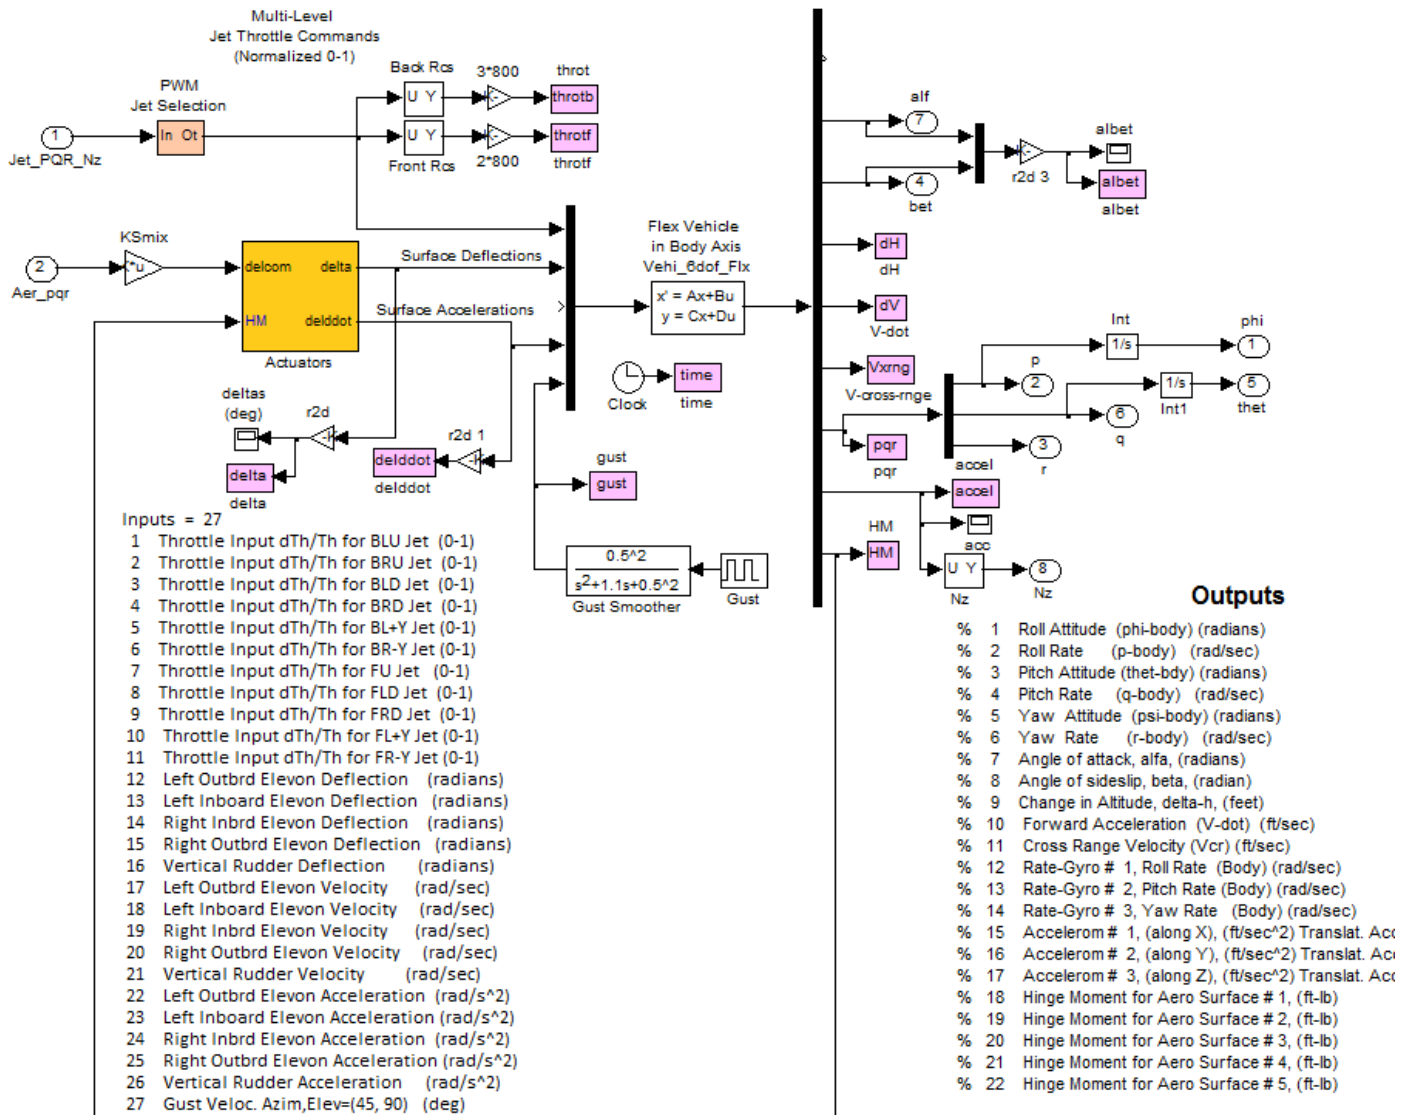 Multi-Level
Jet Throttle Commands
(Normalized 0-1)
Back Rcs
3*800
throt
PWM
Jet Selection
U Y
throtb
1
In Ot
U Y
throtf
Jet_PQR_Nz
Front Rcs
2*800
throtf
KSmix
2
Aer_pqr
delcom
delta
HM
delddot
Actuators
Surface Deflections
Surface Accelerations
Flex Vehicle
in Body Axis
Vehi_6dof_Flx
x' = Ax+Bu
y = Cx+Du
Clock
time
time
deltas
(deg)
r2d
r2d 1
delta
delta
delddot
delddot
gust
gust
0.5^2
s^2+1.1s+0.5^2
Gust Smoother
Gust
alf
7
4
bet
r2d 3
albet
albet
albet
dH
dH
dV
V-dot
Vxrng
V-cross-rnge
pqr
pqr
Int
1/s
phi
1
p
2
1/s
Int1
5
thet
6
q
3
r
accel
accel
acc
HM
HM
U Y
Nz
8
Nz
Inputs = 27
1 Throttle Input dTh/Th for BLU Jet (0-1)
2 Throttle Input dTh/Th for BRU Jet (0-1)
3 Throttle Input dTh/Th for BLD Jet (0-1)
4 Throttle Input dTh/Th for BRD Jet (0-1)
5 Throttle Input dTh/Th for BL+Y Jet (0-1)
6 Throttle Input dTh/Th for BR-Y Jet (0-1)
7 Throttle Input dTh/Th for FU Jet (0-1)
8 Throttle Input dTh/Th for FLD Jet (0-1)
9 Throttle Input dTh/Th for FRD Jet (0-1)
10 Throttle Input dTh/Th for FL+Y Jet (0-1)
11 Throttle Input dTh/Th for FR-Y Jet (0-1)
12 Left Outbrd Elevon Deflection (radians)
13 Left Inboard Elevon Deflection (radians)
14 Right Inbrd Elevon Deflection (radians)
15 Right Outbrd Elevon Deflection (radians)
16 Vertical Rudder Deflection (radians)
17 Left Outbrd Elevon Velocity (rad/sec)
18 Left Inboard Elevon Velocity (rad/sec)
19 Right Inbrd Elevon Velocity (rad/sec)
20 Right Outbrd Elevon Velocity (rad/sec)
21 Vertical Rudder Velocity (rad/sec)
22 Left Outbrd Elevon Acceleration (rad/s^2)
23 Left Inboard Elevon Acceleration (rad/s^2)
24 Right Inbrd Elevon Acceleration (rad/s^2)
25 Right Outbrd Elevon Acceleration (rad/s^2)
26 Vertical Rudder Acceleration (rad/s^2)
27 Gust Veloc. Azim,Elev=(45, 90) (deg)
Outputs
% 1 Roll Attitude (phi-body) (radians)
% 2 Roll Rate (p-body) (rad/sec)
% 3 Pitch Attitude (thet-bdy) (radians)
% 4 Pitch Rate (q-body) (rad/sec)
% 5 Yaw Attitude (psi-body) (radians)
% 6 Yaw Rate (r-body) (rad/sec)
% 7 Angle of attack, alfa, (radians)
% 8 Angle of sideslip, beta, (radian)
% 9 Change in Altitude, delta-h, (feet)
% 10 Forward Acceleration (V-dot) (ft/sec)
% 11 Cross Range Velocity (Vcr) (ft/sec)
% 12 Rate-Gyro # 1, Roll Rate (Body) (rad/sec)
% 13 Rate-Gyro # 2, Pitch Rate (Body) (rad/sec)
% 14 Rate-Gyro # 3, Yaw Rate (Body) (rad/sec)
% 15 Accelerom # 1, (along X), (ft/sec^2) Translat. Acc
% 16 Accelerom # 2, (along Y), (ft/sec^2) Translat. Acc
% 17 Accelerom # 3, (along Z), (ft/sec^2) Translat. Acc
% 18 Hinge Moment for Aero Surface # 1, (ft-lb)
% 19 Hinge Moment for Aero Surface # 2, (ft-lb)
% 20 Hinge Moment for Aero Surface # 3, (ft-lb)
% 21 Hinge Moment for Aero Surface # 4, (ft-lb)
% 22 Hinge Moment for Aero Surface # 5, (ft-lb)